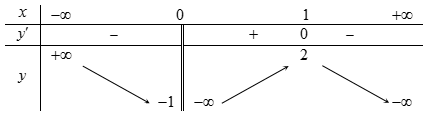 x −∞ 0 1 +∞
y′ − + 0 −
+∞ 2
y
−1 −∞ −∞